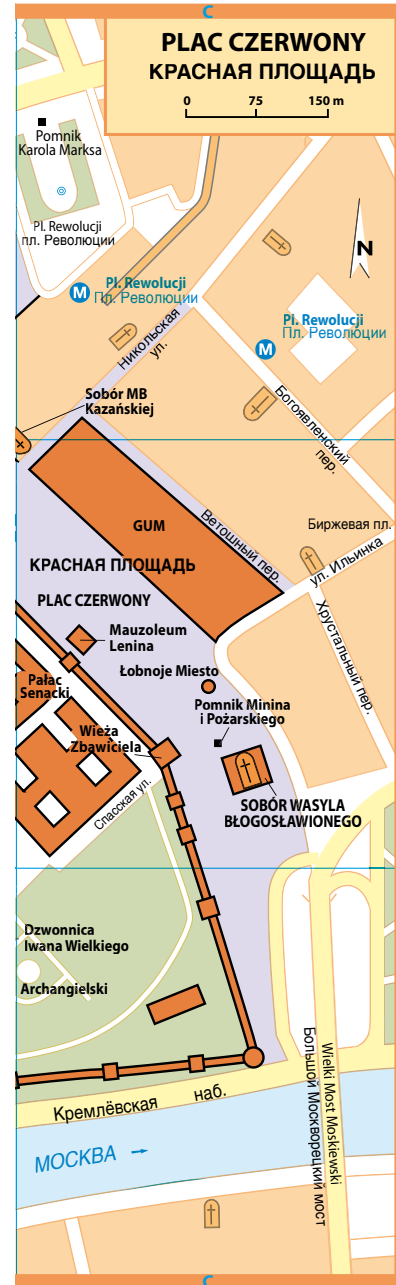 C
PLAC CZERWONY
КРАСНАЯ ПЛОЩАДЬ
0 75 150 m
Pomnik
Karola Marksa
Pl. Rewolucji
пл. Революции
N
M
Pl. Rewolucji
Пл. Революции
M
Pl. Rewolucji
Пл. Революции
Никольская
ул.
Богоявленский
пер.
Sobór MB
Kazańskiej
GUM
Ветошный пер.
Биржевая пл.
ул. Ильинка
Хрустальный пер.
КРАСНАЯ ПЛОЩАДЬ
PLAC CZERWONY
Mauzoleum
Lenina
Łobnoje Miesto
Pałac
Senacki
Pomnik Minina
i Pożarskiego
Wieża
Zbawiciela
Спасская ул.
SOBÓR WASYLA
BŁOGOSŁAWIONEGO
Dzwonnica
Iwana Wielkiego
Archangielski
Wielki Most Moskiewski
Большой Москворецкий мост
Кремлёвская наб.
МОСКВА
C